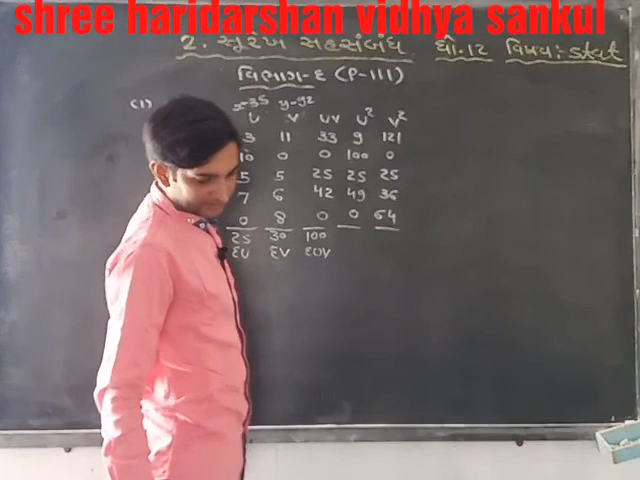 shree haridarshan vidhya sankul
2. સુરેખ સહસંબંધ ધો.12 વિષય : stat
વિભાગ-ઇ (P-111)
(1) x-35 y-92
U V UV U² V²
3 11 33 9 121
10 0 0 100 0
5 5 25 25 25
7 6 42 49 36
0 8 0 0 64
25 30 100
ΣU ΣV ΣUV